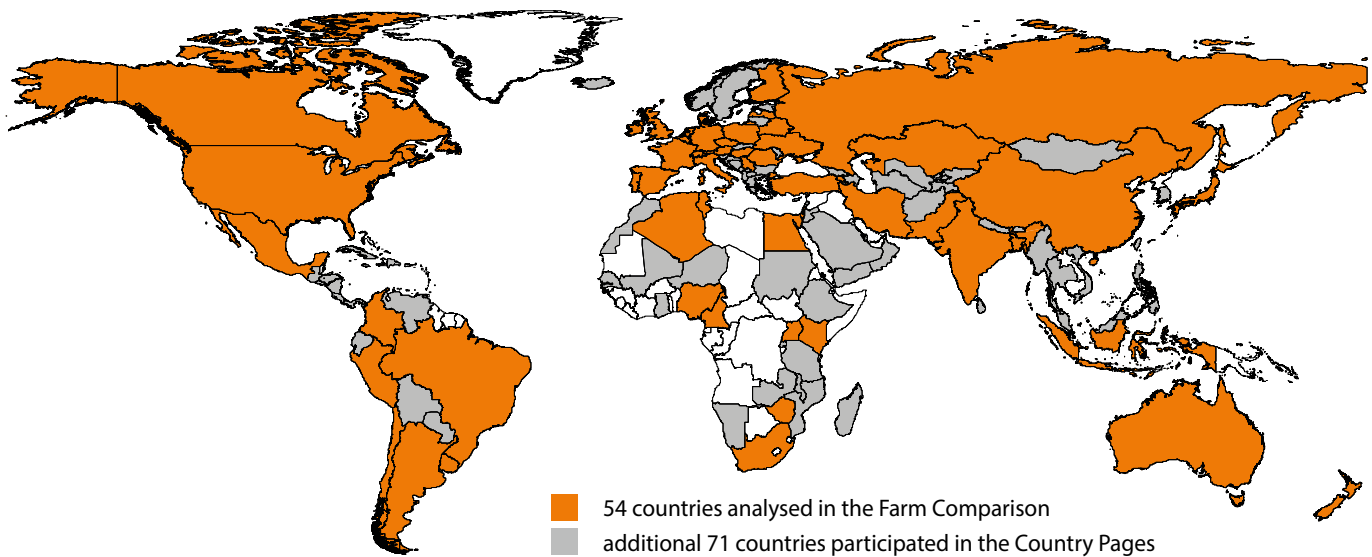 54 countries analysed in the Farm Comparison
additional 71 countries participated in the Country Pages